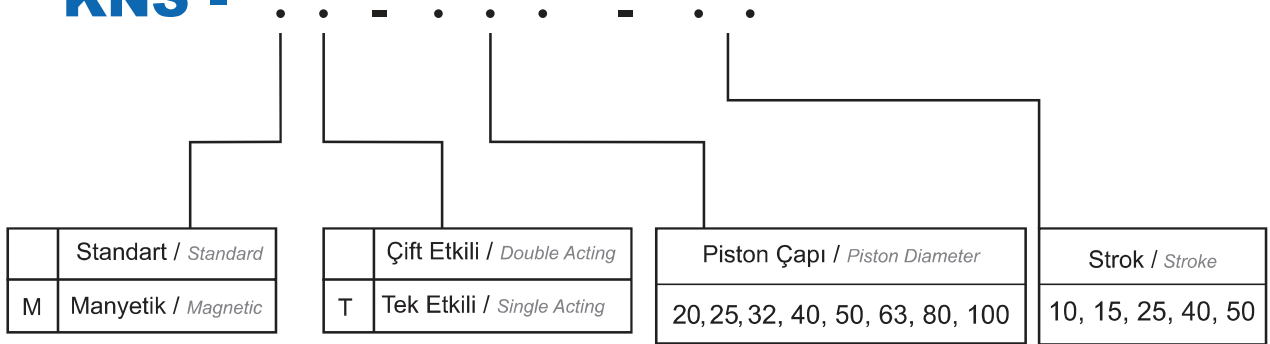 KNS - . . - . . . - . .
Standart / Standard
M Manyetik / Magnetic
Çift Etkili / Double Acting
T Tek Etkili / Single Acting
Piston Çapı / Piston Diameter
20, 25, 32, 40, 50, 63, 80, 100
Strok / Stroke
10, 15, 25, 40, 50